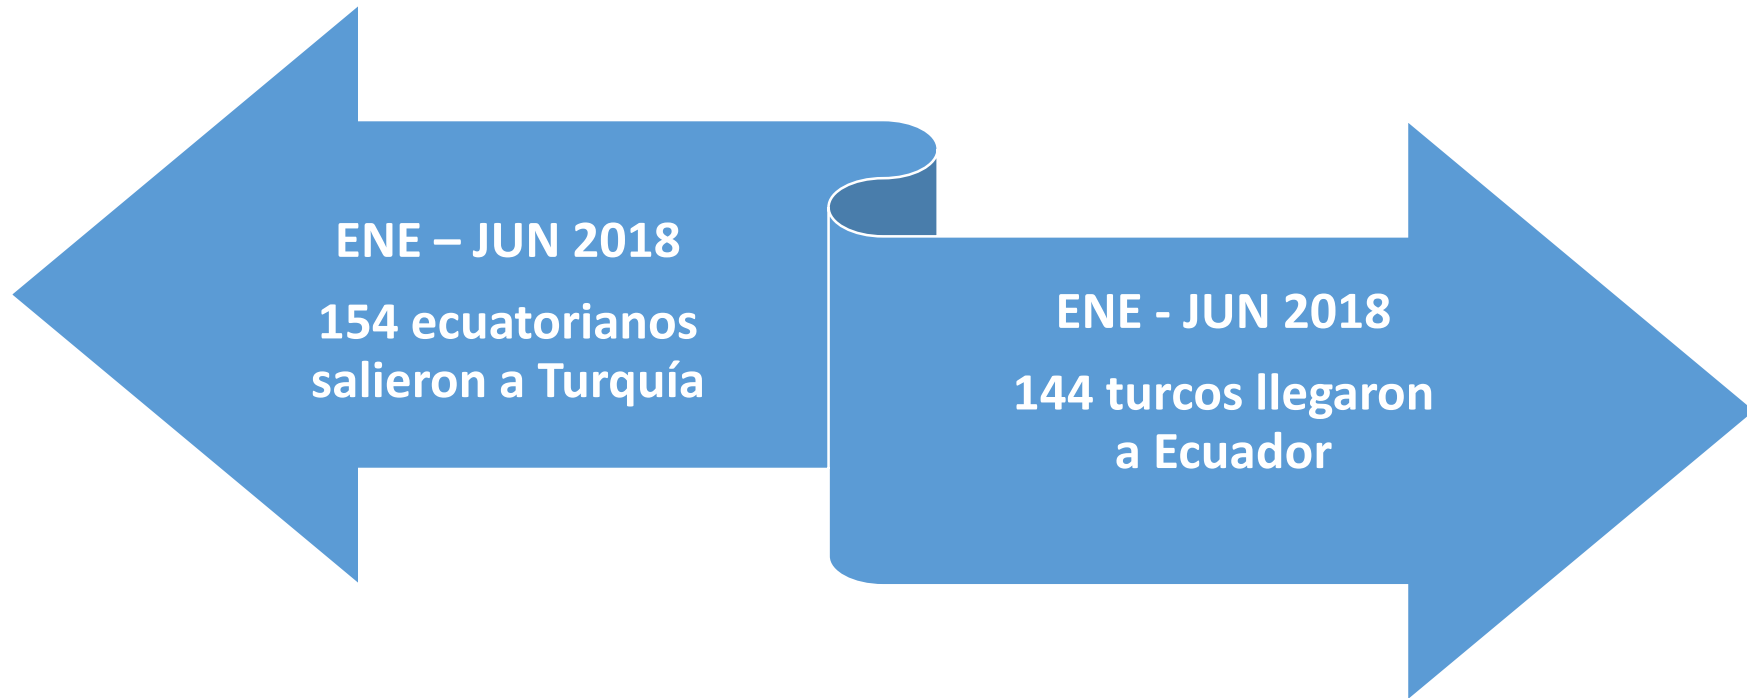 ENE – JUN 2018
154 ecuatorianos
salieron a Turquía
ENE - JUN 2018
144 turcos llegaron
a Ecuador